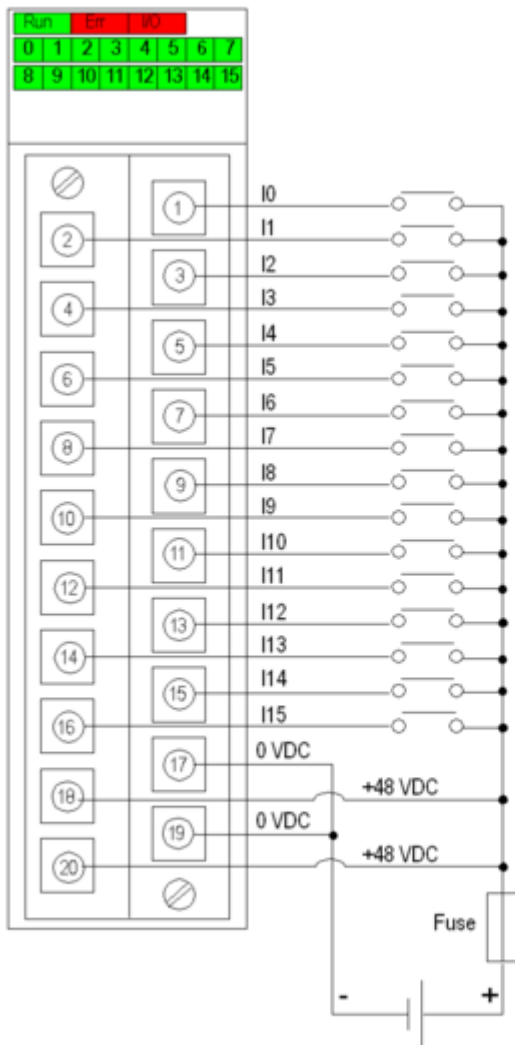 Run Err I/O
0 1 2 3 4 5 6 7
8 9 10 11 12 13 14 15
1 I0
2 I1
3 I2
4 I3
5 I4
6 I5
7 I6
8 I7
9 I8
10 I9
11 I10
12 I11
13 I12
14 I13
15 I14
16 I15
17 0 VDC
18 +48 VDC
19 0 VDC
20 +48 VDC
Fuse
- +